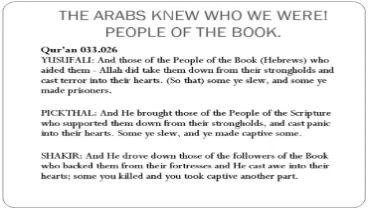 THE ARABS KNEW WHO WE WERE!
PEOPLE OF THE BOOK.
Qur'an 033.026
YUSUFALI: And those of the People of the Book (Hebrews) who
aided them - Allah did take them down from their strongholds and
cast terror into their hearts. (So that) some ye slew, and some ye
made prisoners.
PICKTHAL: And He brought those of the People of the Scripture
who supported them down from their strongholds, and cast panic
into their hearts. Some ye slew, and ye made captive some.
SHAKIR: And He drove down those of the followers of the Book
who backed them from their fortresses and He cast awe into their
hearts; some you killed and you took captive another part.